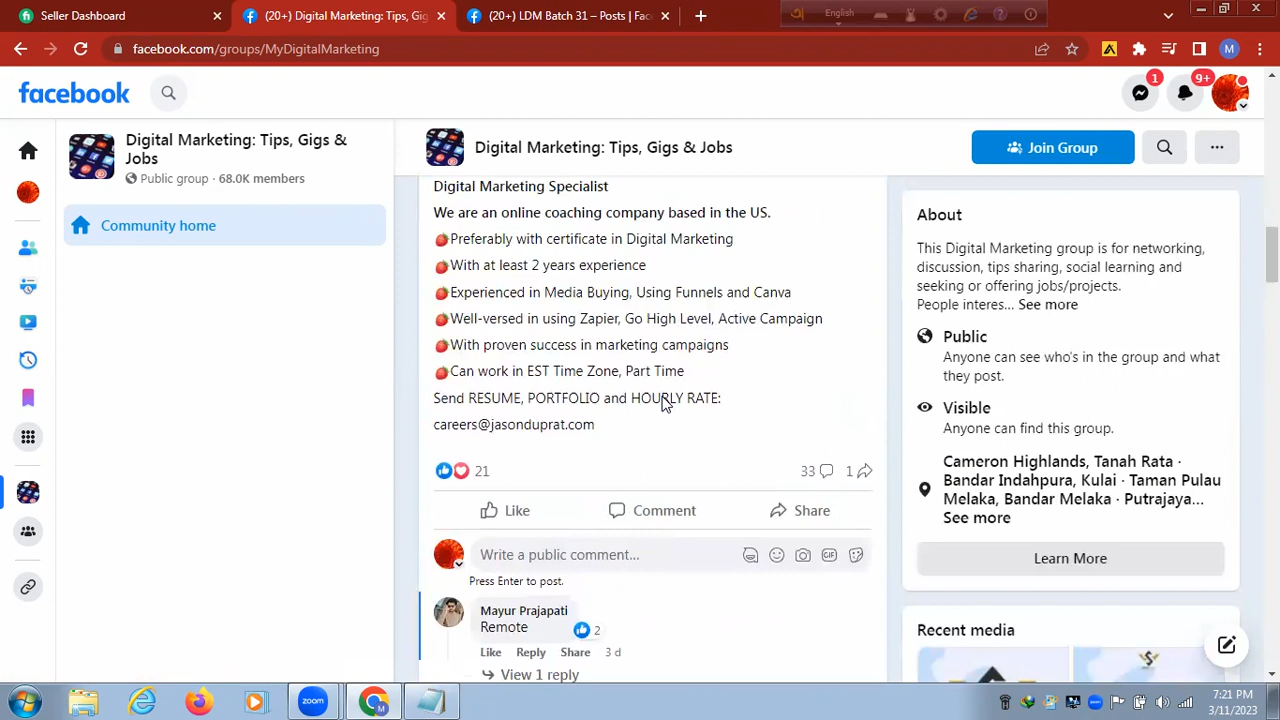 Seller Dashboard
(20+) Digital Marketing: Tips, Gig
(20+) LDM Batch 31 – Posts | Fac
English
facebook.com/groups/MyDigitalMarketing
M
facebook
1
9+
Digital Marketing: Tips, Gigs &
Jobs
Public group · 68.0K members
Community home
Digital Marketing: Tips, Gigs & Jobs
Join Group
Digital Marketing Specialist
We are an online coaching company based in the US.
🍓Preferably with certificate in Digital Marketing
🍓With at least 2 years experience
🍓Experienced in Media Buying, Using Funnels and Canva
🍓Well-versed in using Zapier, Go High Level, Active Campaign
🍓With proven success in marketing campaigns
🍓Can work in EST Time Zone, Part Time
Send RESUME, PORTFOLIO and HOURLY RATE:
careers@jasonduprat.com
21
33
1
Like
Comment
Share
Write a public comment...
GIF
Press Enter to post.
Mayur Prajapati
Remote
2
Like Reply Share 3 d
View 1 reply
About
This Digital Marketing group is for networking,
discussion, tips sharing, social learning and
seeking or offering jobs/projects.
People interes... See more
Public
Anyone can see who's in the group and what
they post.
Visible
Anyone can find this group.
Cameron Highlands, Tanah Rata ·
Bandar Indahpura, Kulai · Taman Pulau
Melaka, Bandar Melaka · Putrajaya...
See more
Learn More
Recent media
zoom
M
7:21 PM
3/11/2023